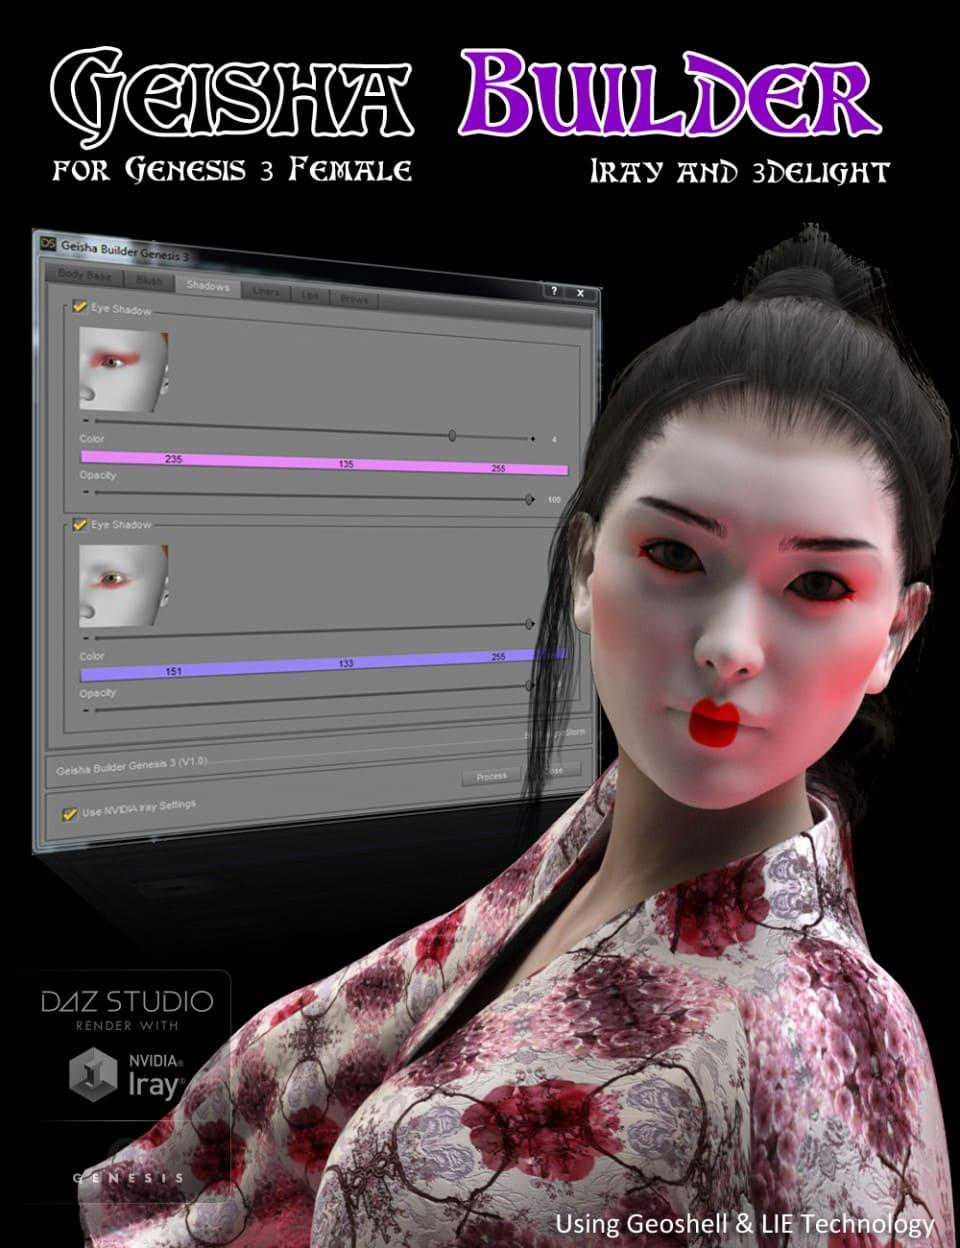 Geisha Builder
for Genesis 3 Female
Iray and 3Delight
DS Geisha Builder Genesis 3
? X
Body Base Blush Shadows Liners Lips Brows
Eye Shadow
4
Color
235 135 255
Opacity
100
Eye Shadow
Color
151 133 255
Opacity
Geisha Builder Genesis 3 (V1.0)
Process
Use NVIDIA Iray Settings
DAZ STUDIO
RENDER WITH
NVIDIA®
Iray®
GENESIS
Using Geoshell & LIE Technology